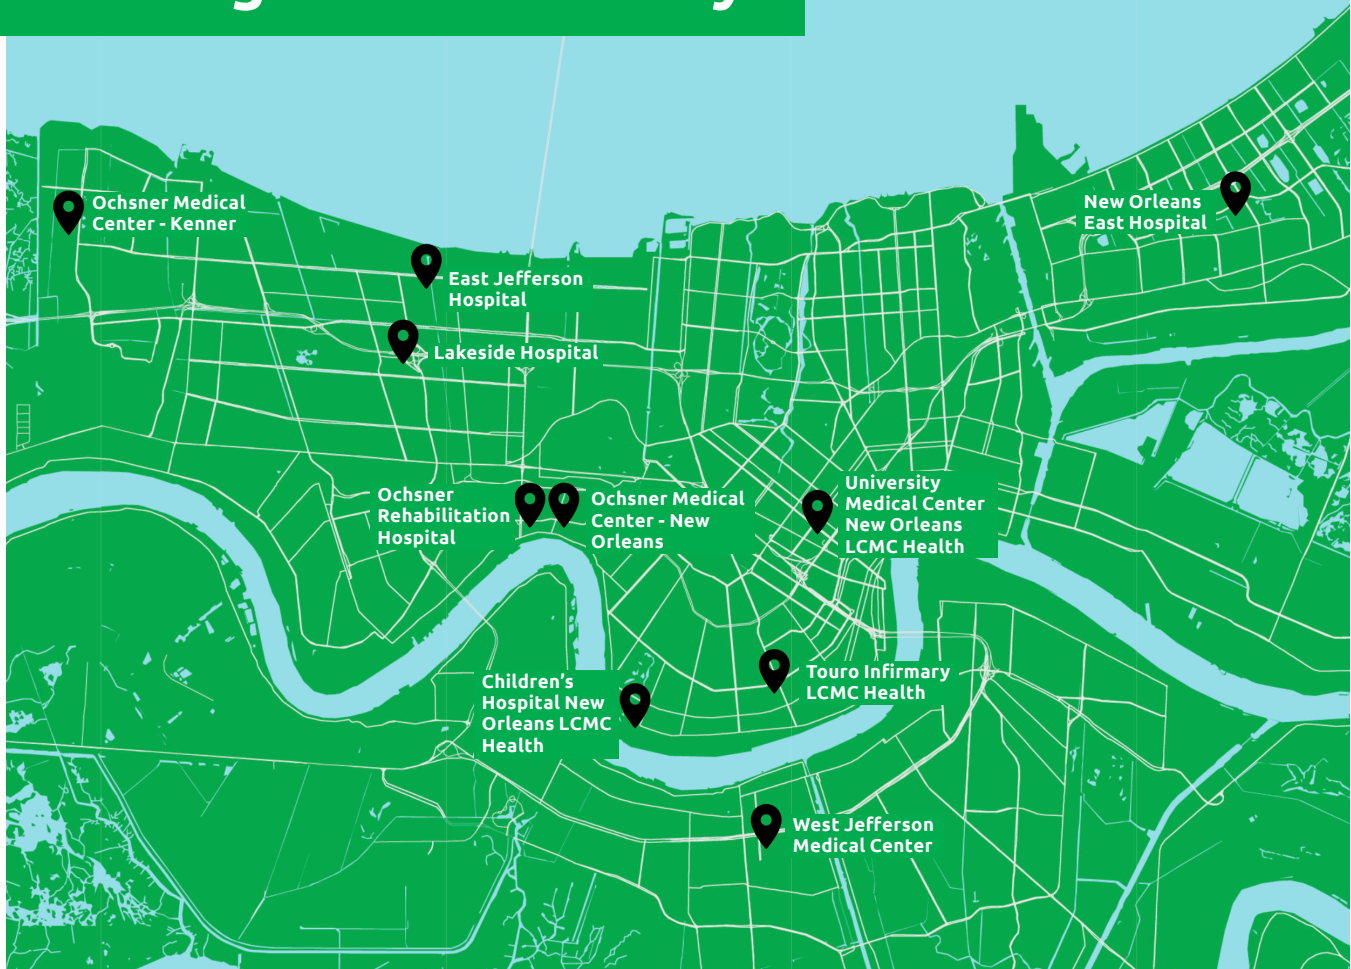 Ochsner Medical
Center - Kenner
New Orleans
East Hospital
East Jefferson
Hospital
Lakeside Hospital
Ochsner
Rehabilitation
Hospital
Ochsner Medical
Center - New
Orleans
University
Medical Center
New Orleans
LCMC Health
Children’s
Hospital New
Orleans LCMC
Health
Touro Infirmary
LCMC Health
West Jefferson
Medical Center